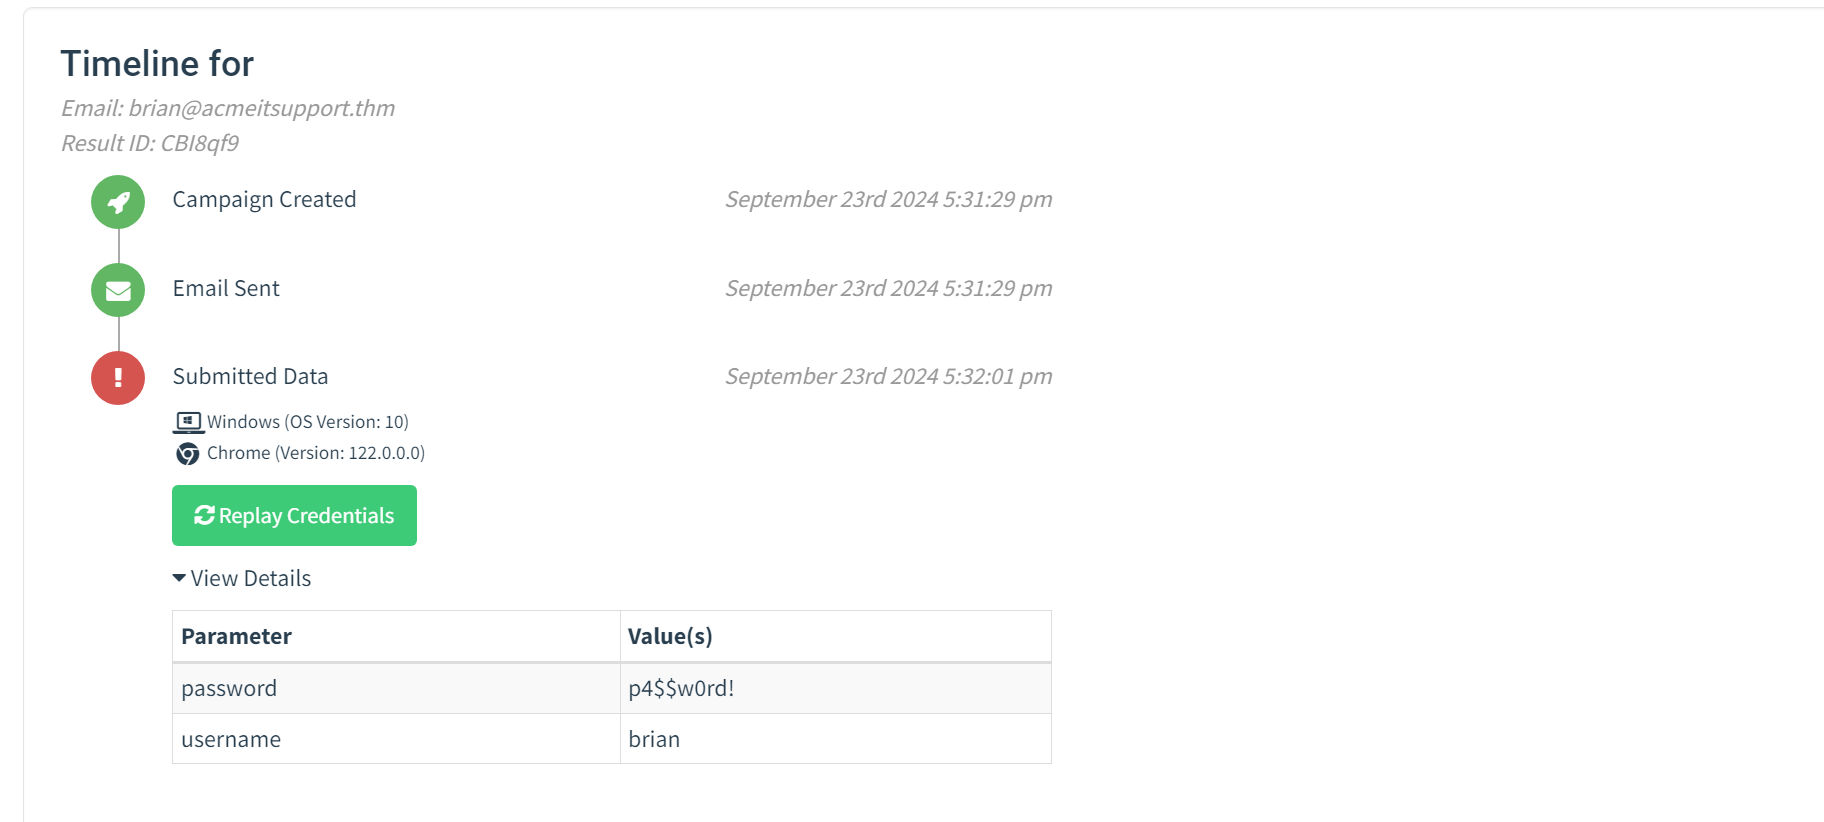 Timeline for
Email: brian@acmeitsupport.thm
Result ID: CBI8qf9
Campaign Created September 23rd 2024 5:31:29 pm
Email Sent September 23rd 2024 5:31:29 pm
Submitted Data September 23rd 2024 5:32:01 pm
Windows (OS Version: 10)
Chrome (Version: 122.0.0.0)
Replay Credentials
View Details
Parameter Value(s)
password p4$$w0rd!
username brian